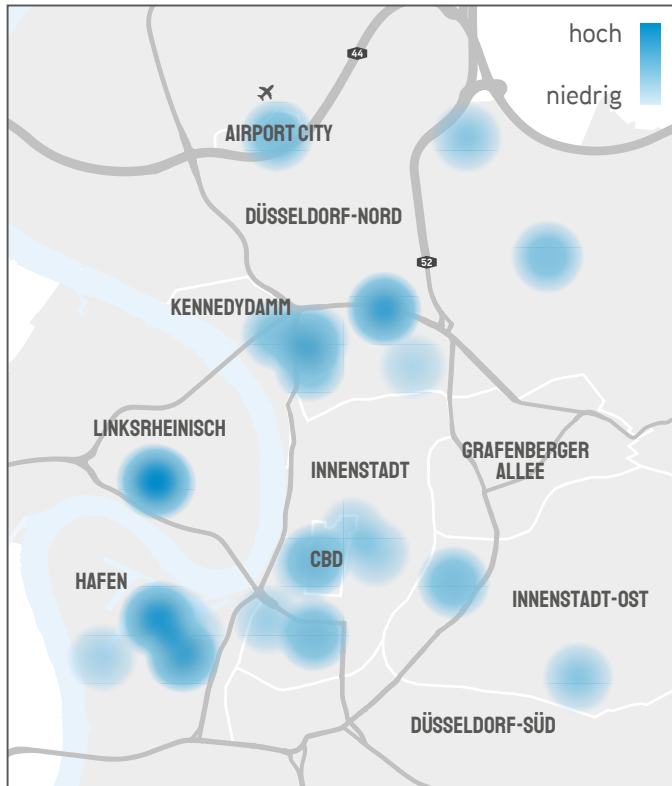 hoch
niedrig
44
AIRPORT CITY
DÜSSELDORF-NORD
52
KENNEDYDAMM
LINKSRHEINISCH
GRAFENBERGER
ALLEE
INNENSTADT
CBD
HAFEN
INNENSTADT-OST
DÜSSELDORF-SÜD